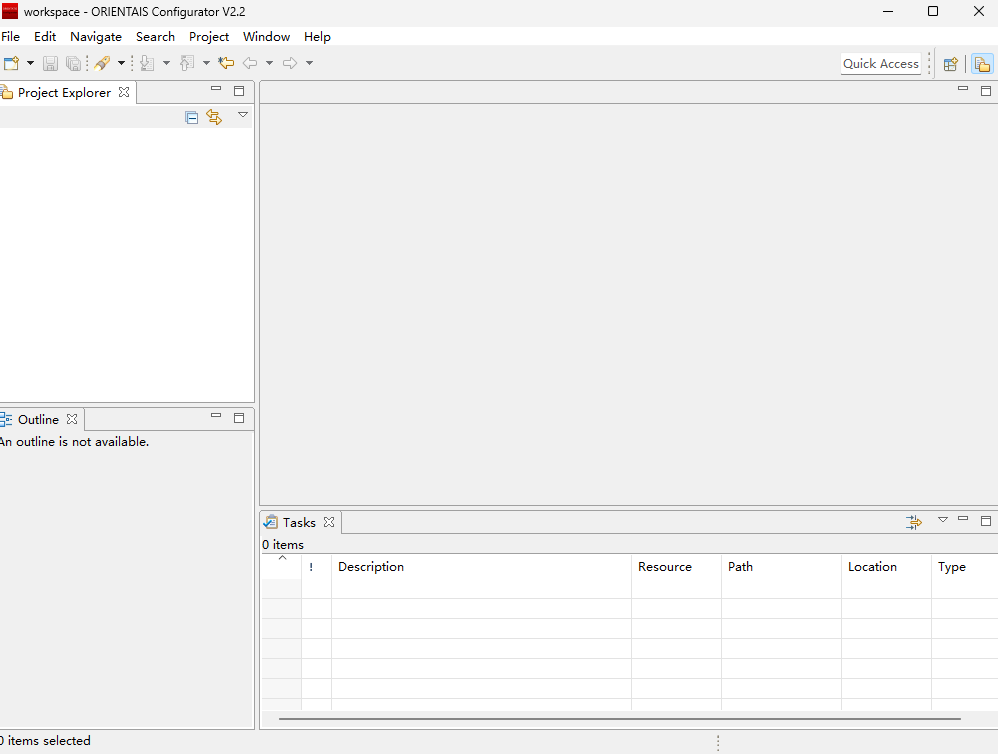 workspace - ORIENTAIS Configurator V2.2
File Edit Navigate Search Project Window Help
Quick Access
Project Explorer
Outline
An outline is not available.
Tasks
0 items
! Description Resource Path Location Type
0 items selected